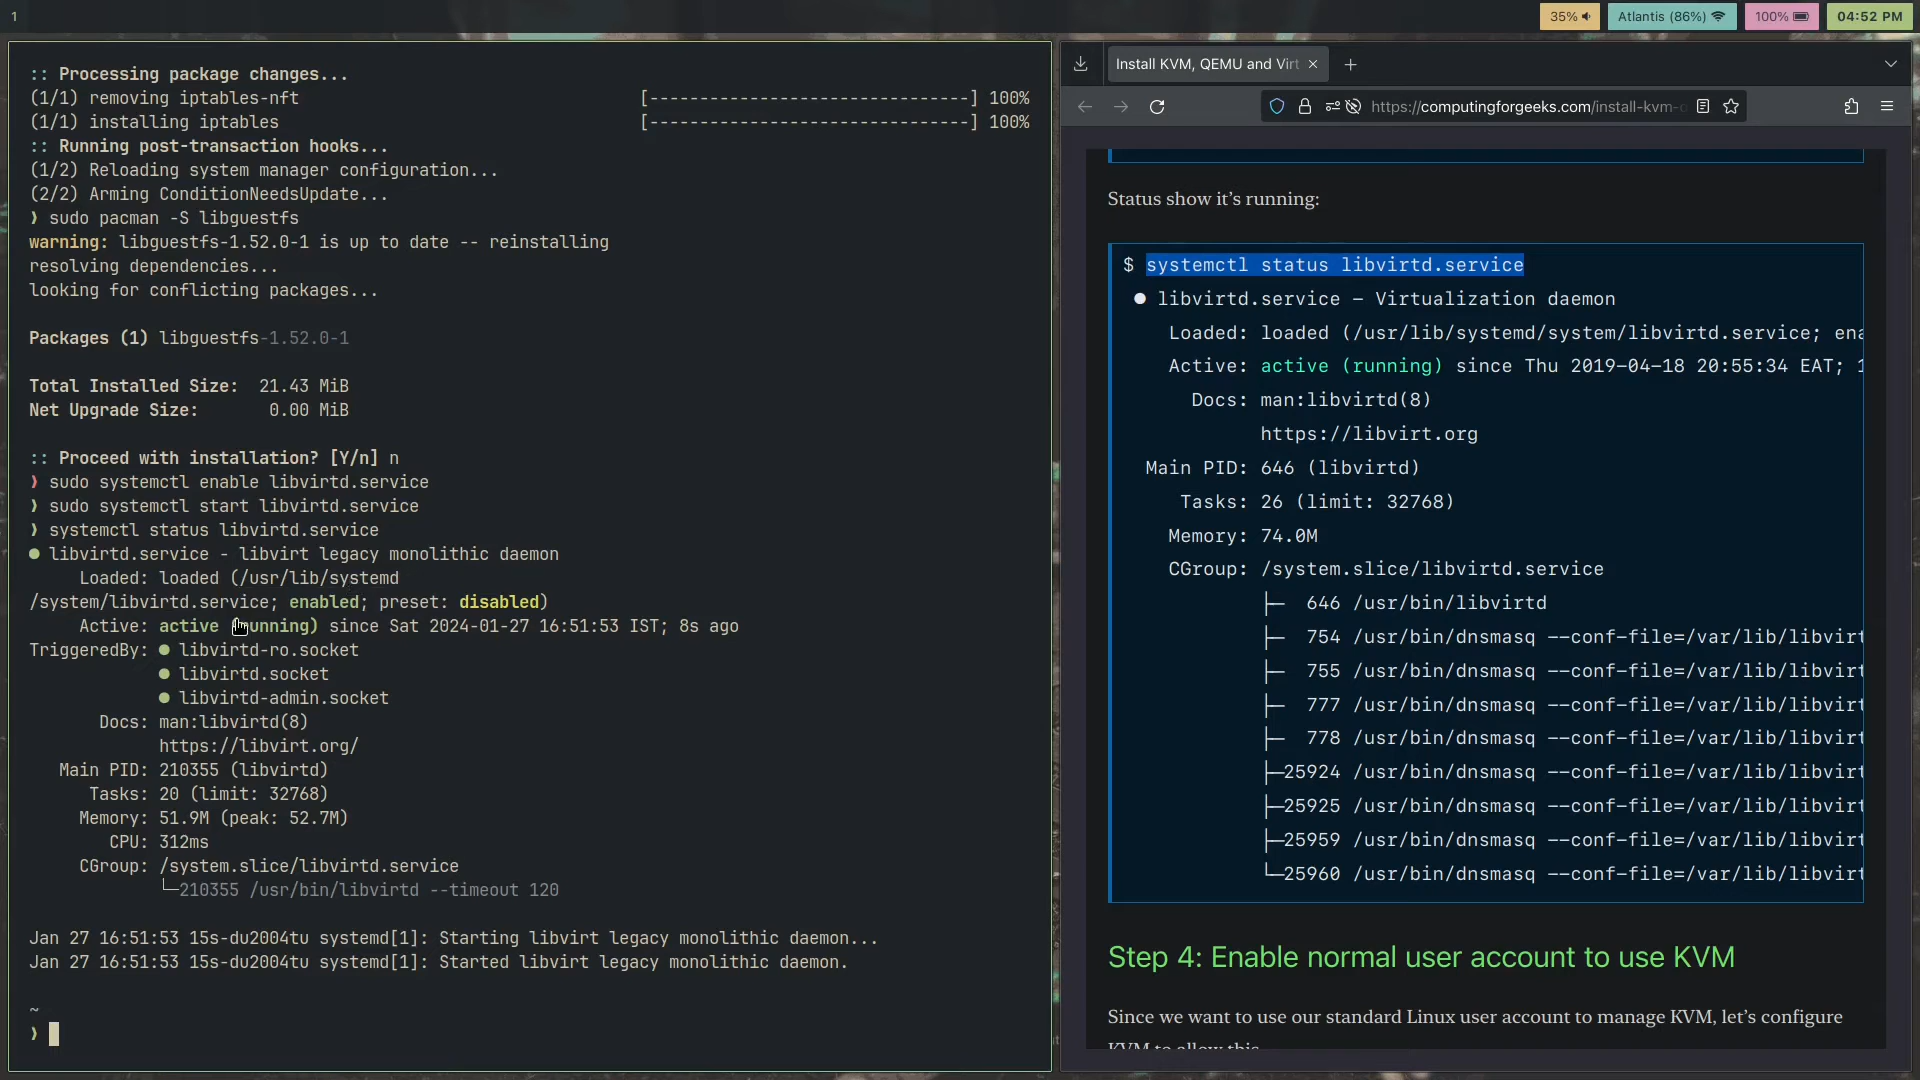 1
35%
Atlantis (86%)
100%
04:52 PM
:: Processing package changes...
(1/1) removing iptables-nft [--------------------------------] 100%
(1/1) installing iptables [--------------------------------] 100%
:: Running post-transaction hooks...
(1/2) Reloading system manager configuration...
(2/2) Arming ConditionNeedsUpdate...
❯ sudo pacman -S libguestfs
warning: libguestfs-1.52.0-1 is up to date -- reinstalling
resolving dependencies...
looking for conflicting packages...
Packages (1) libguestfs-1.52.0-1
Total Installed Size: 21.43 MiB
Net Upgrade Size: 0.00 MiB
:: Proceed with installation? [Y/n] n
❯ sudo systemctl enable libvirtd.service
❯ sudo systemctl start libvirtd.service
❯ systemctl status libvirtd.service
● libvirtd.service - libvirt legacy monolithic daemon
Loaded: loaded (/usr/lib/systemd
/system/libvirtd.service; enabled; preset: disabled)
Active: active (running) since Sat 2024-01-27 16:51:53 IST; 8s ago
TriggeredBy: ● libvirtd-ro.socket
● libvirtd.socket
● libvirtd-admin.socket
Docs: man:libvirtd(8)
https://libvirt.org/
Main PID: 210355 (libvirtd)
Tasks: 20 (limit: 32768)
Memory: 51.9M (peak: 52.7M)
CPU: 312ms
CGroup: /system.slice/libvirtd.service
└─210355 /usr/bin/libvirtd --timeout 120
Jan 27 16:51:53 15s-du2004tu systemd[1]: Starting libvirt legacy monolithic daemon...
Jan 27 16:51:53 15s-du2004tu systemd[1]: Started libvirt legacy monolithic daemon.
~
❯
Install KVM, QEMU and Virt
https://computingforgeeks.com/install-kvm-
Status show it’s running:
$ systemctl status libvirtd.service
● libvirtd.service – Virtualization daemon
Loaded: loaded (/usr/lib/systemd/system/libvirtd.service; ena
Active: active (running) since Thu 2019-04-18 20:55:34 EAT; 1
Docs: man:libvirtd(8)
https://libvirt.org
Main PID: 646 (libvirtd)
Tasks: 26 (limit: 32768)
Memory: 74.0M
CGroup: /system.slice/libvirtd.service
├─ 646 /usr/bin/libvirtd
├─ 754 /usr/bin/dnsmasq --conf-file=/var/lib/libvirt
├─ 755 /usr/bin/dnsmasq --conf-file=/var/lib/libvirt
├─ 777 /usr/bin/dnsmasq --conf-file=/var/lib/libvirt
├─ 778 /usr/bin/dnsmasq --conf-file=/var/lib/libvirt
├─25924 /usr/bin/dnsmasq --conf-file=/var/lib/libvirt
├─25925 /usr/bin/dnsmasq --conf-file=/var/lib/libvirt
├─25959 /usr/bin/dnsmasq --conf-file=/var/lib/libvirt
└─25960 /usr/bin/dnsmasq --conf-file=/var/lib/libvirt
Step 4: Enable normal user account to use KVM
Since we want to use our standard Linux user account to manage KVM, let’s configure
KVM to allow this